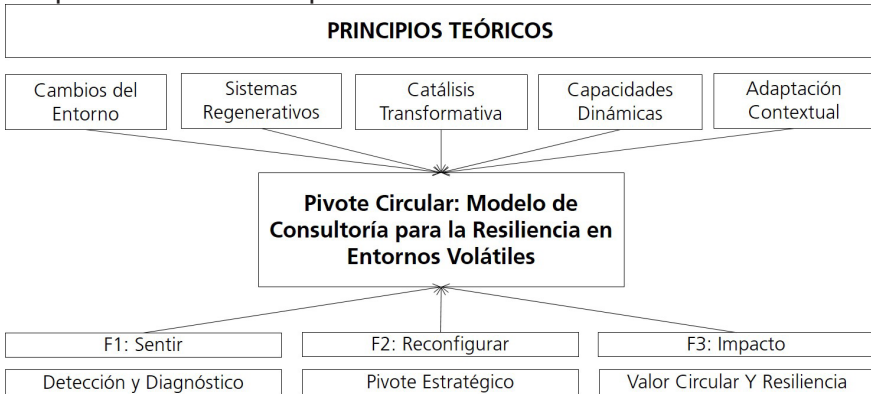 PRINCIPIOS TEÓRICOS
Cambios del
Entorno
Sistemas
Regenerativos
Catálisis
Transformativa
Capacidades
Dinámicas
Adaptación
Contextual
Pivote Circular: Modelo de
Consultoría para la Resiliencia en
Entornos Volátiles
F1: Sentir
F2: Reconfigurar
F3: Impacto
Detección y Diagnóstico
Pivote Estratégico
Valor Circular Y Resiliencia